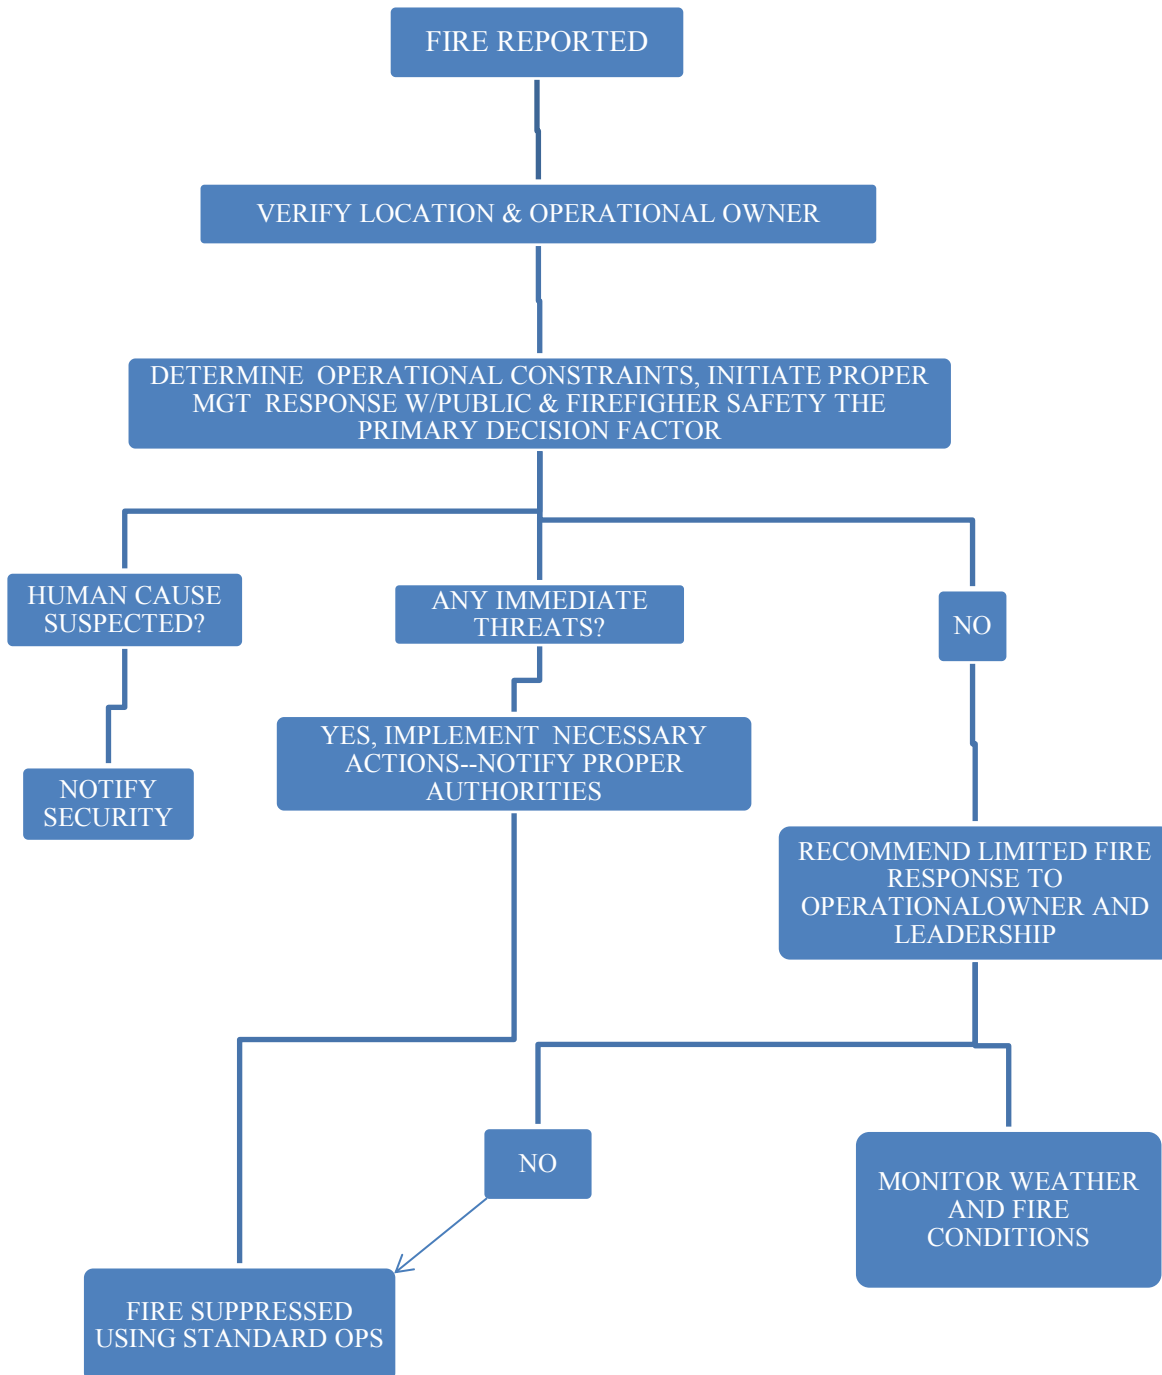 FIRE REPORTED
VERIFY LOCATION & OPERATIONAL OWNER
DETERMINE OPERATIONAL CONSTRAINTS, INITIATE PROPER
MGT RESPONSE W/PUBLIC & FIREFIGHER SAFETY THE
PRIMARY DECISION FACTOR
HUMAN CAUSE
SUSPECTED?
ANY IMMEDIATE
THREATS?
NO
YES, IMPLEMENT NECESSARY
ACTIONS--NOTIFY PROPER
AUTHORITIES
NOTIFY
SECURITY
RECOMMEND LIMITED FIRE
RESPONSE TO
OPERATIONALOWNER AND
LEADERSHIP
NO
MONITOR WEATHER
AND FIRE
CONDITIONS
FIRE SUPPRESSED
USING STANDARD OPS